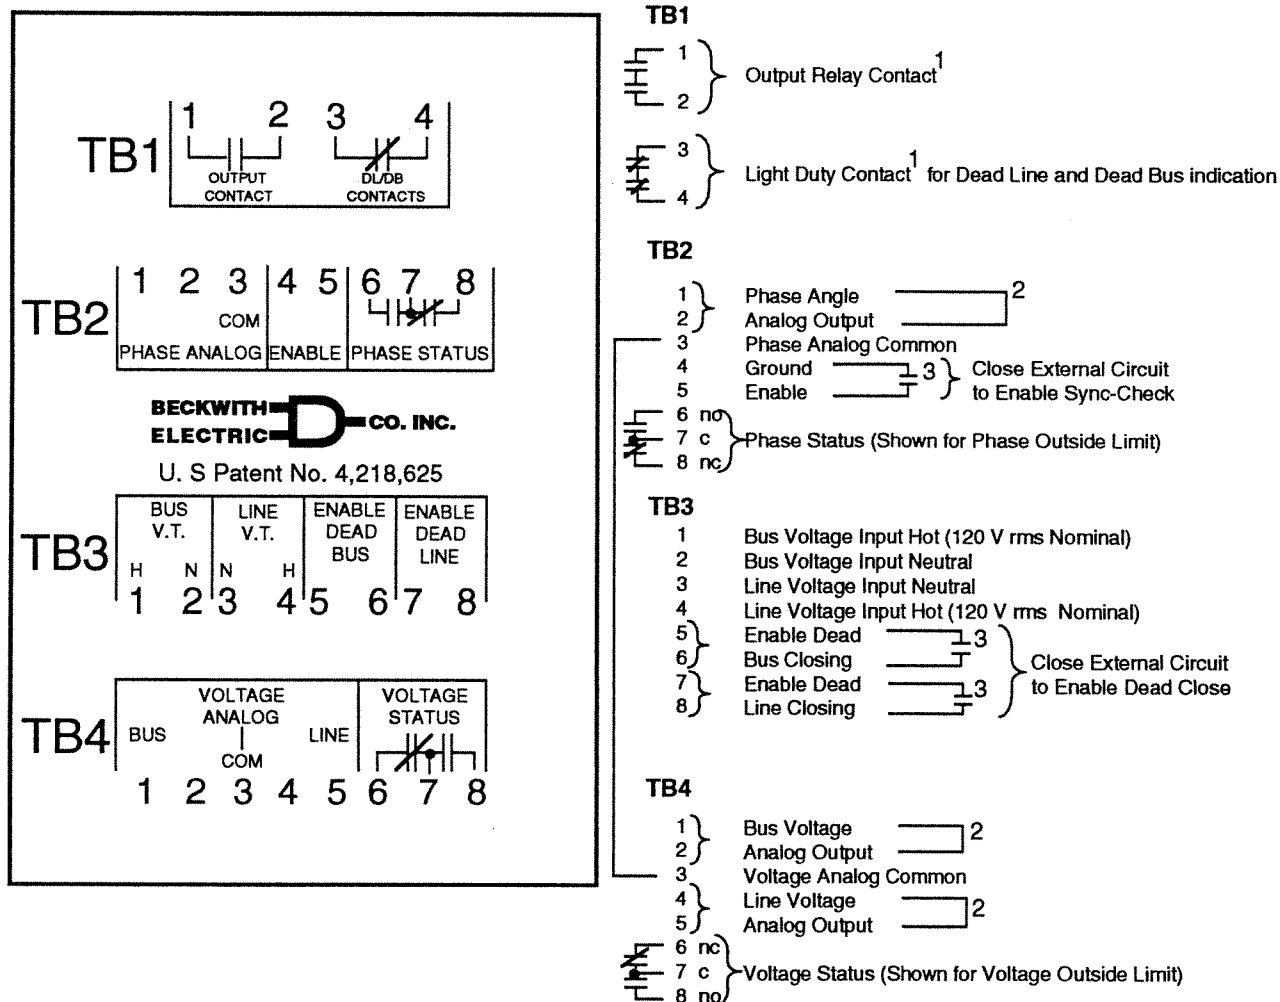 1 2 3 4
TB1
OUTPUT CONTACT
DL/DB CONTACTS
1 2 3 4 5 6 7 8
TB2
COM
PHASE ANALOG ENABLE PHASE STATUS
BECKWITH ELECTRIC CO. INC.
U. S Patent No. 4,218,625
TB3
BUS V.T.
LINE V.T.
ENABLE DEAD BUS
ENABLE DEAD LINE
H N N H
1 2 3 4 5 6 7 8
TB4
BUS
VOLTAGE ANALOG
COM
LINE
VOLTAGE STATUS
1 2 3 4 5 6 7 8
TB1
1
2
Output Relay Contact 1
3
4
Light Duty Contact 1 for Dead Line and Dead Bus indication
TB2
1 Phase Angle 2
2 Analog Output
3 Phase Analog Common
4 Ground 3 Close External Circuit
5 Enable to Enable Sync-Check
6 no
7 c Phase Status (Shown for Phase Outside Limit)
8 nc
TB3
1 Bus Voltage Input Hot (120 V rms Nominal)
2 Bus Voltage Input Neutral
3 Line Voltage Input Neutral
4 Line Voltage Input Hot (120 V rms Nominal)
5 Enable Dead 3
6 Bus Closing Close External Circuit
7 Enable Dead 3 to Enable Dead Close
8 Line Closing
TB4
1 Bus Voltage 2
2 Analog Output
3 Voltage Analog Common
4 Line Voltage 2
5 Analog Output
6 nc
7 c Voltage Status (Shown for Voltage Outside Limit)
8 no